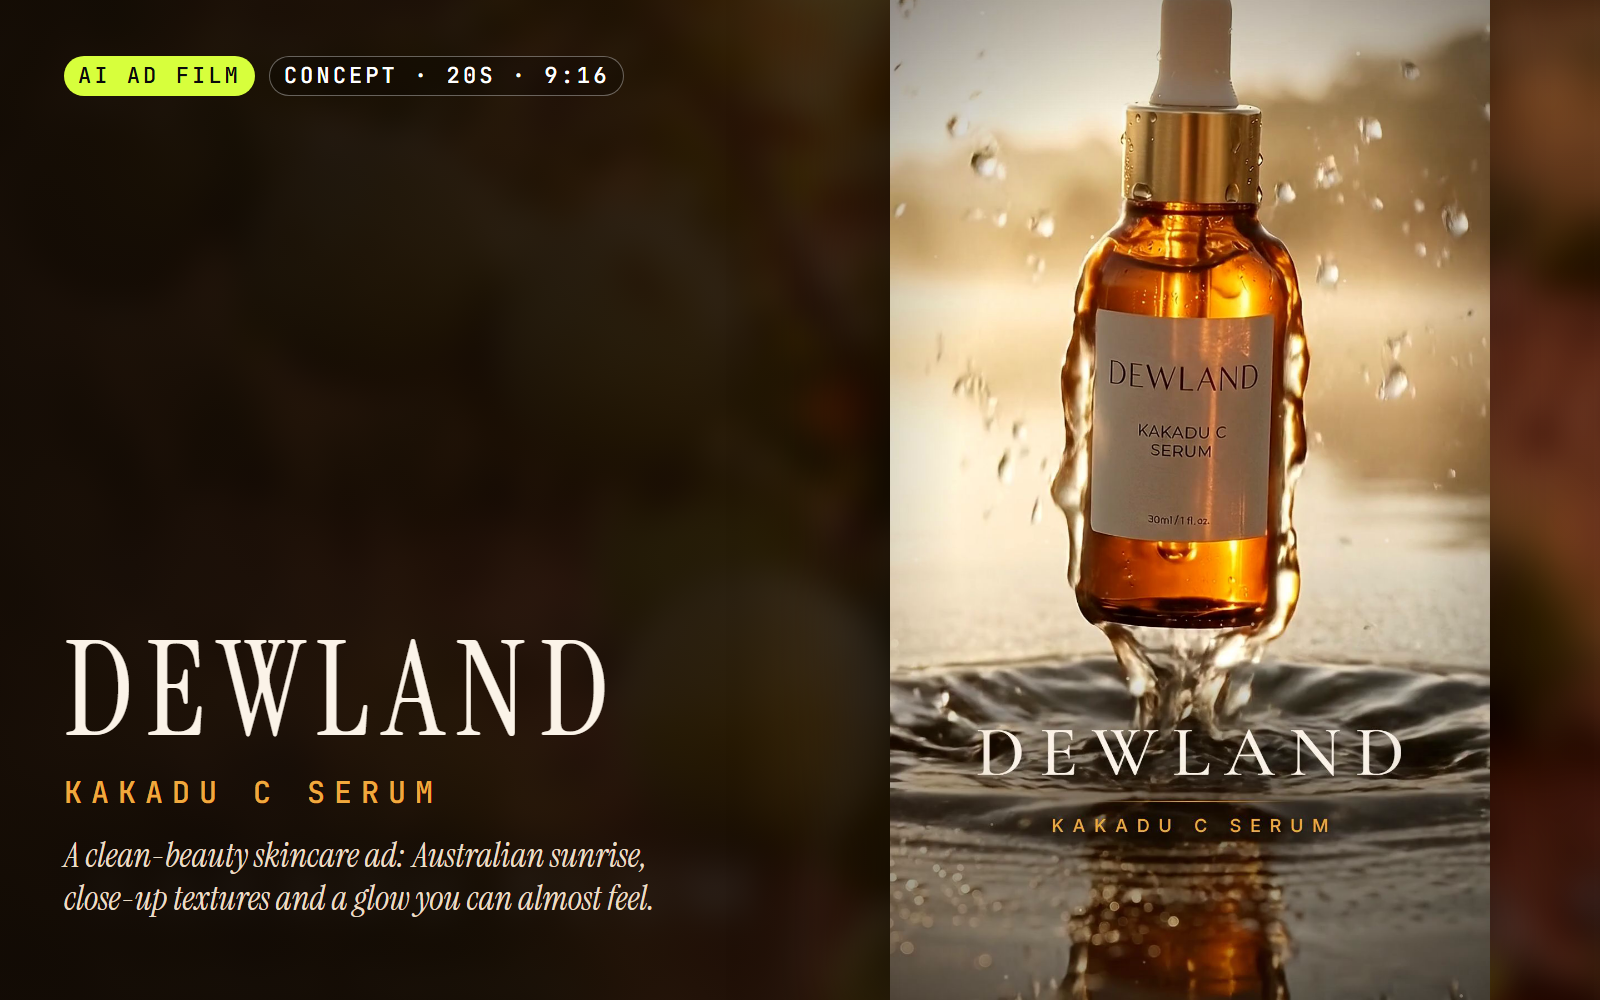 AI AD FILM
CONCEPT · 20S · 9:16
DEWLAND
KAKADU C SERUM
A clean-beauty skincare ad: Australian sunrise,
close-up textures and a glow you can almost feel.
DEWLAND
KAKADU C
SERUM
30ml / 1 fl. oz.
DEWLAND
KAKADU C SERUM